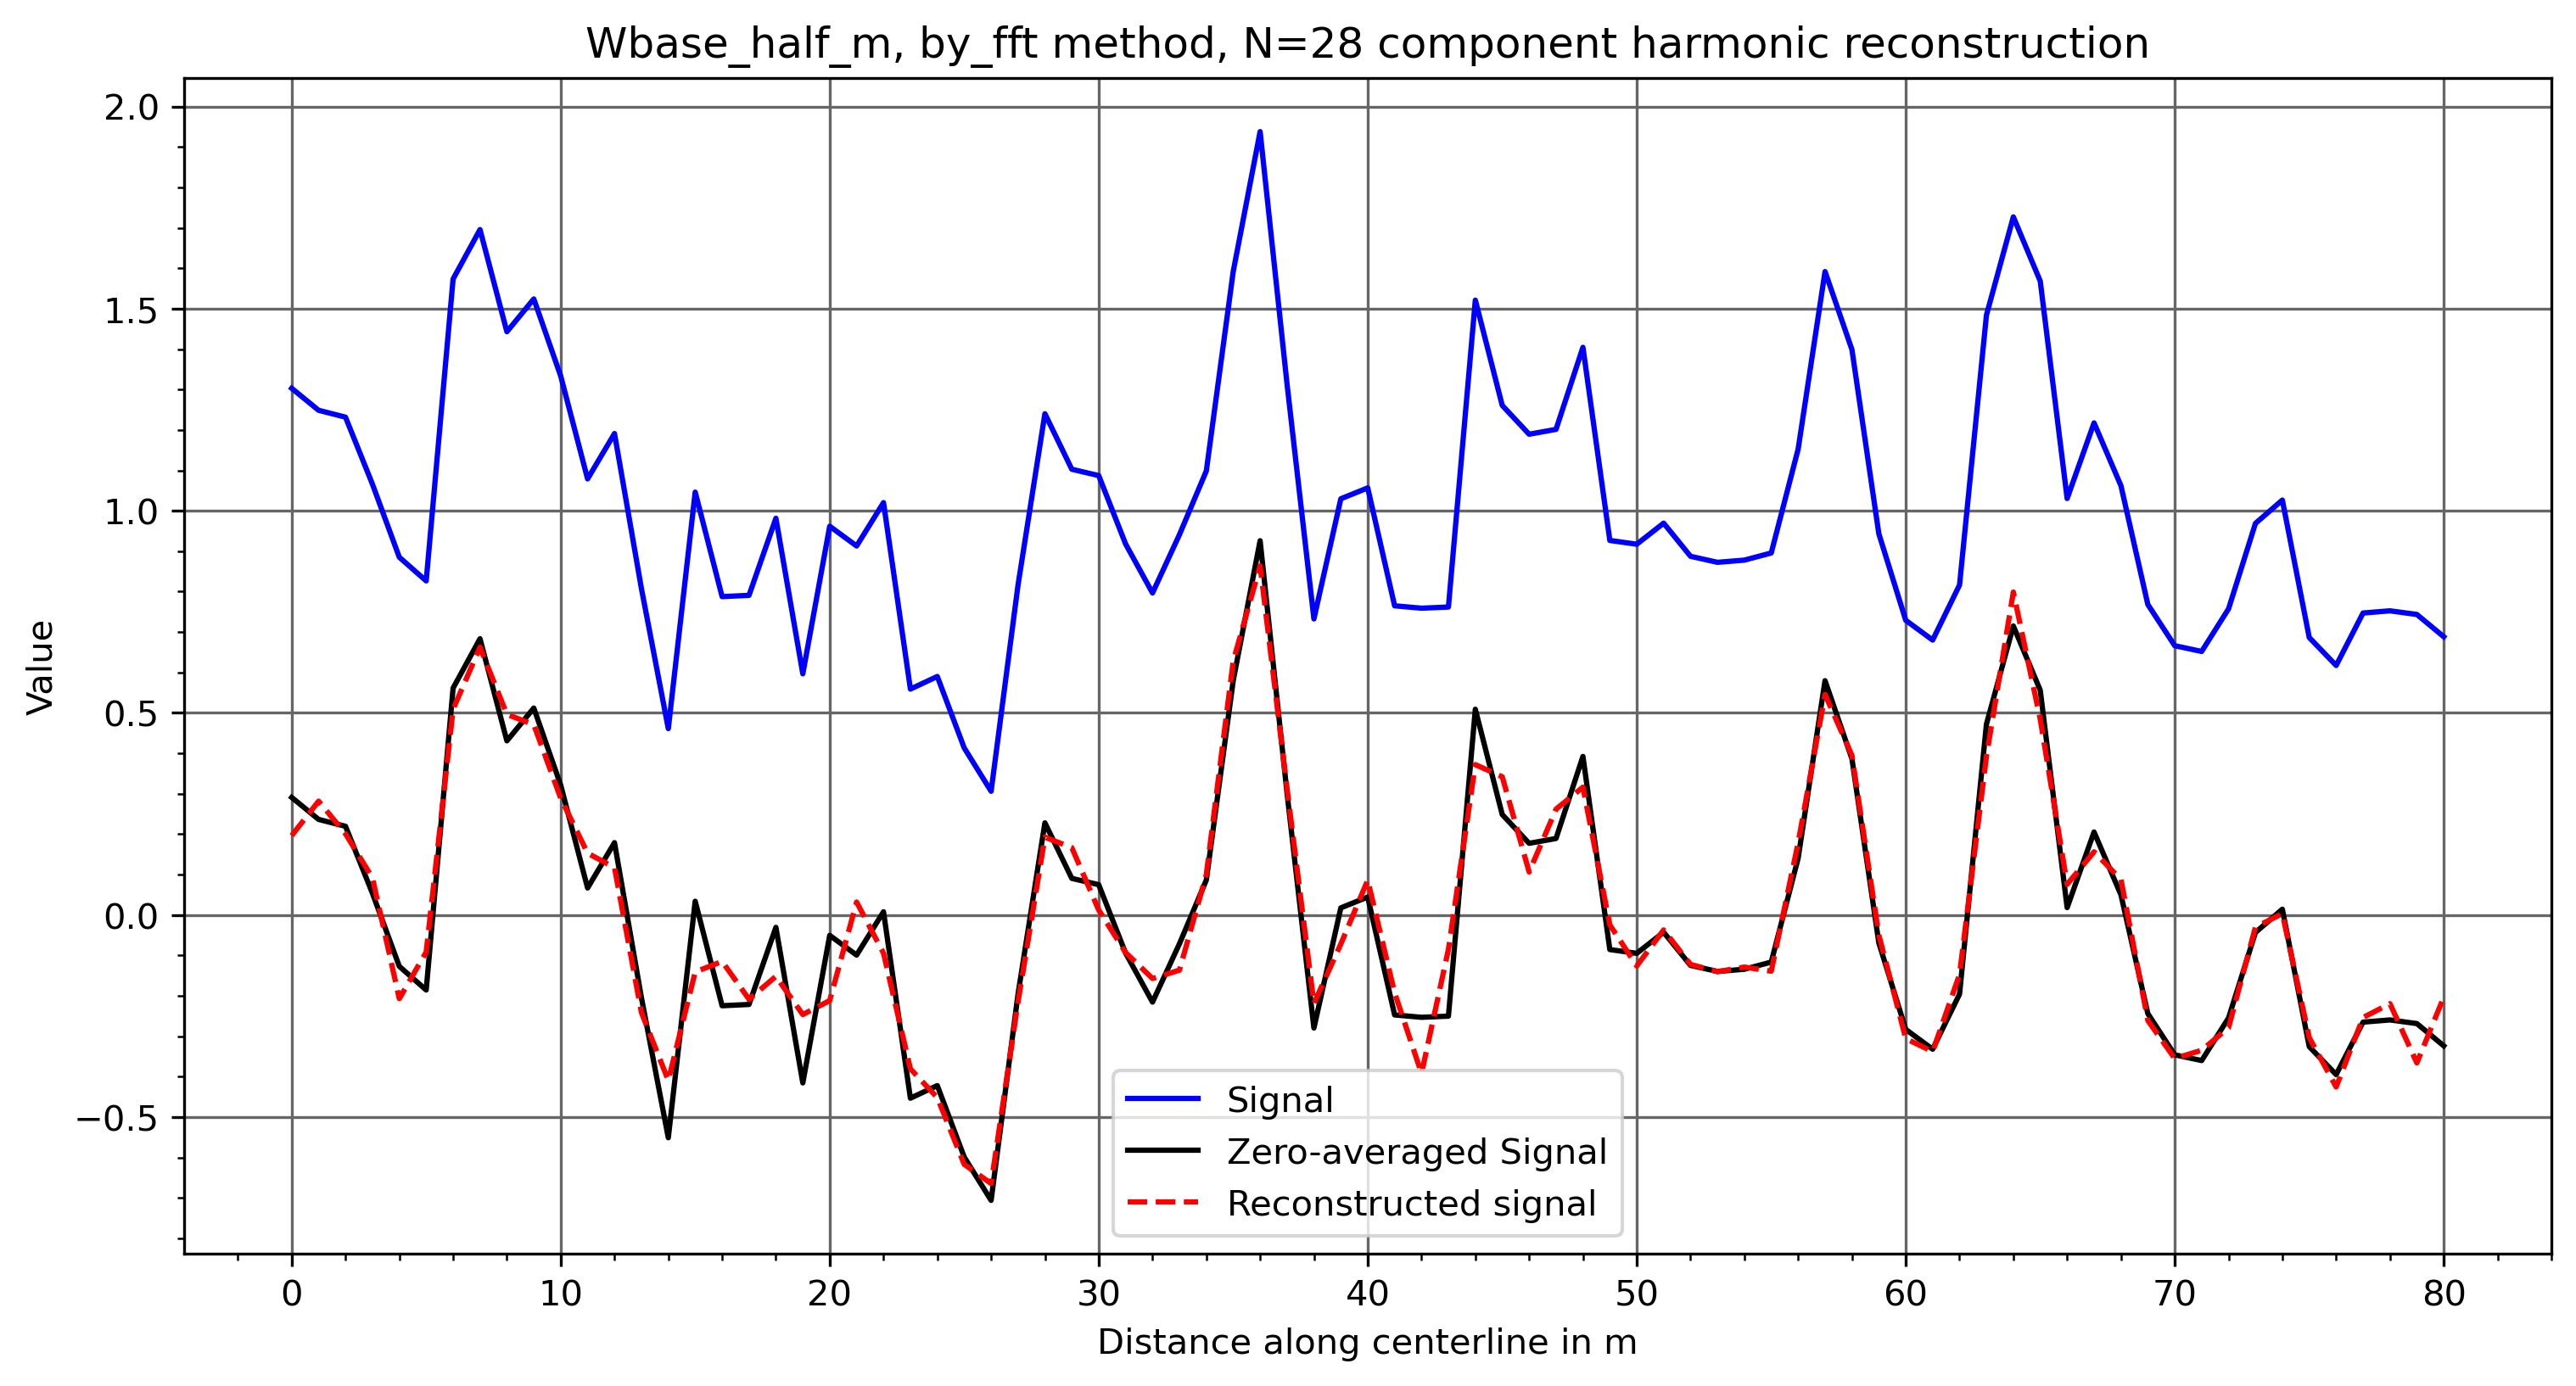 Wbase_half_m, by_fft method, N=28 component harmonic reconstruction
2.0
1.5
1.0
0.5
0.0
−0.5
Value
Signal
Zero-averaged Signal
Reconstructed signal
0 10 20 30 40 50 60 70 80
Distance along centerline in m